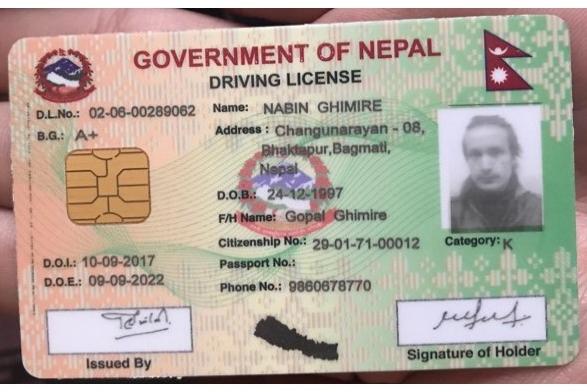 GOVERNMENT OF NEPAL
DRIVING LICENSE
D.L.No.: 02-06-00289062
B.G.: A+
Name: NABIN GHIMIRE
Address : Changunarayan - 08,
Bhaktapur,Bagmati,
Nepal
D.O.B.: 24-12-1997
F/H Name: Gopal Ghimire
Citizenship No.: 29-01-71-00012
Category: K
D.O.I.: 10-09-2017
Passport No.:
D.O.E.: 09-09-2022
Phone No.: 9860678770
Issued By
Signature of Holder